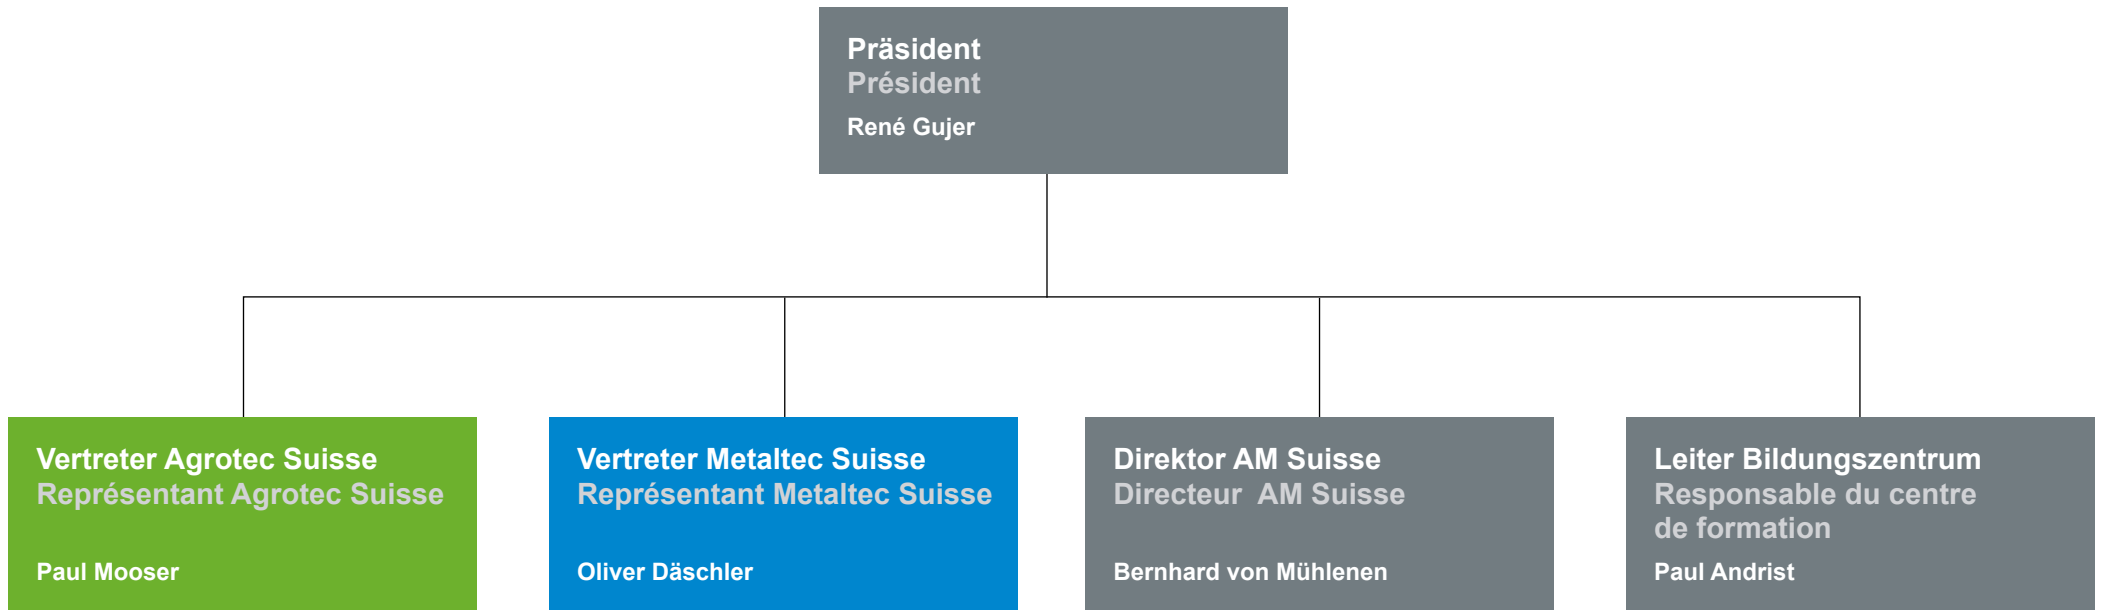 Präsident
Président
René Gujer
Vertreter Agrotec Suisse
Représentant Agrotec Suisse
Paul Mooser
Vertreter Metaltec Suisse
Représentant Metaltec Suisse
Oliver Däschler
Direktor AM Suisse
Directeur  AM Suisse
Bernhard von Mühlenen
Leiter Bildungszentrum
Responsable du centre
de formation
Paul Andrist